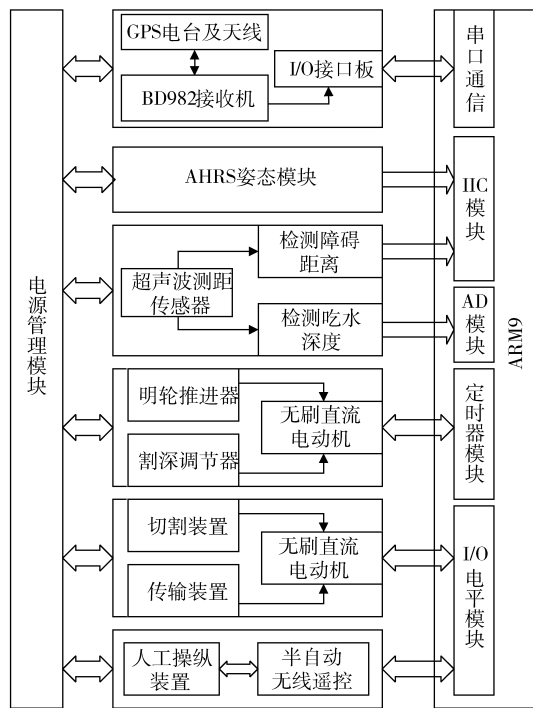 电源管理模块
GPS电台及天线
BD982接收机
I/O接口板
串口通信
AHRS姿态模块
IIC
模块
超声波测距
传感器
检测障碍
距离
检测吃水
深度
AD
模块
ARM9
明轮推进器
割深调节器
无刷直流
电动机
定时器模块
切割装置
传输装置
无刷直流
电动机
I/O
电平模块
人工操纵
装置
半自动
无线遥控